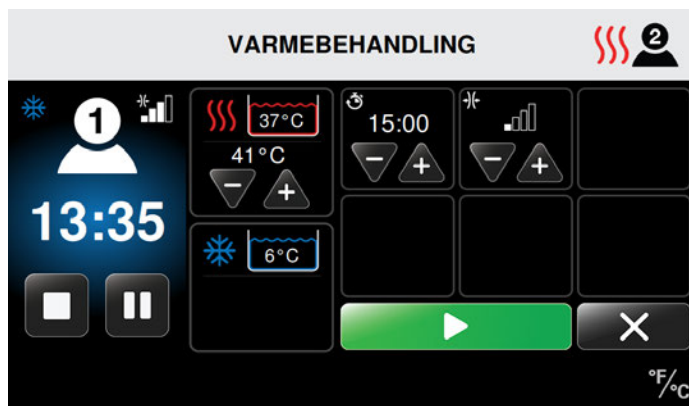 VARMEBEHANDLING
2
1
13:35
37°C
41°C
6°C
15:00
°F/°C